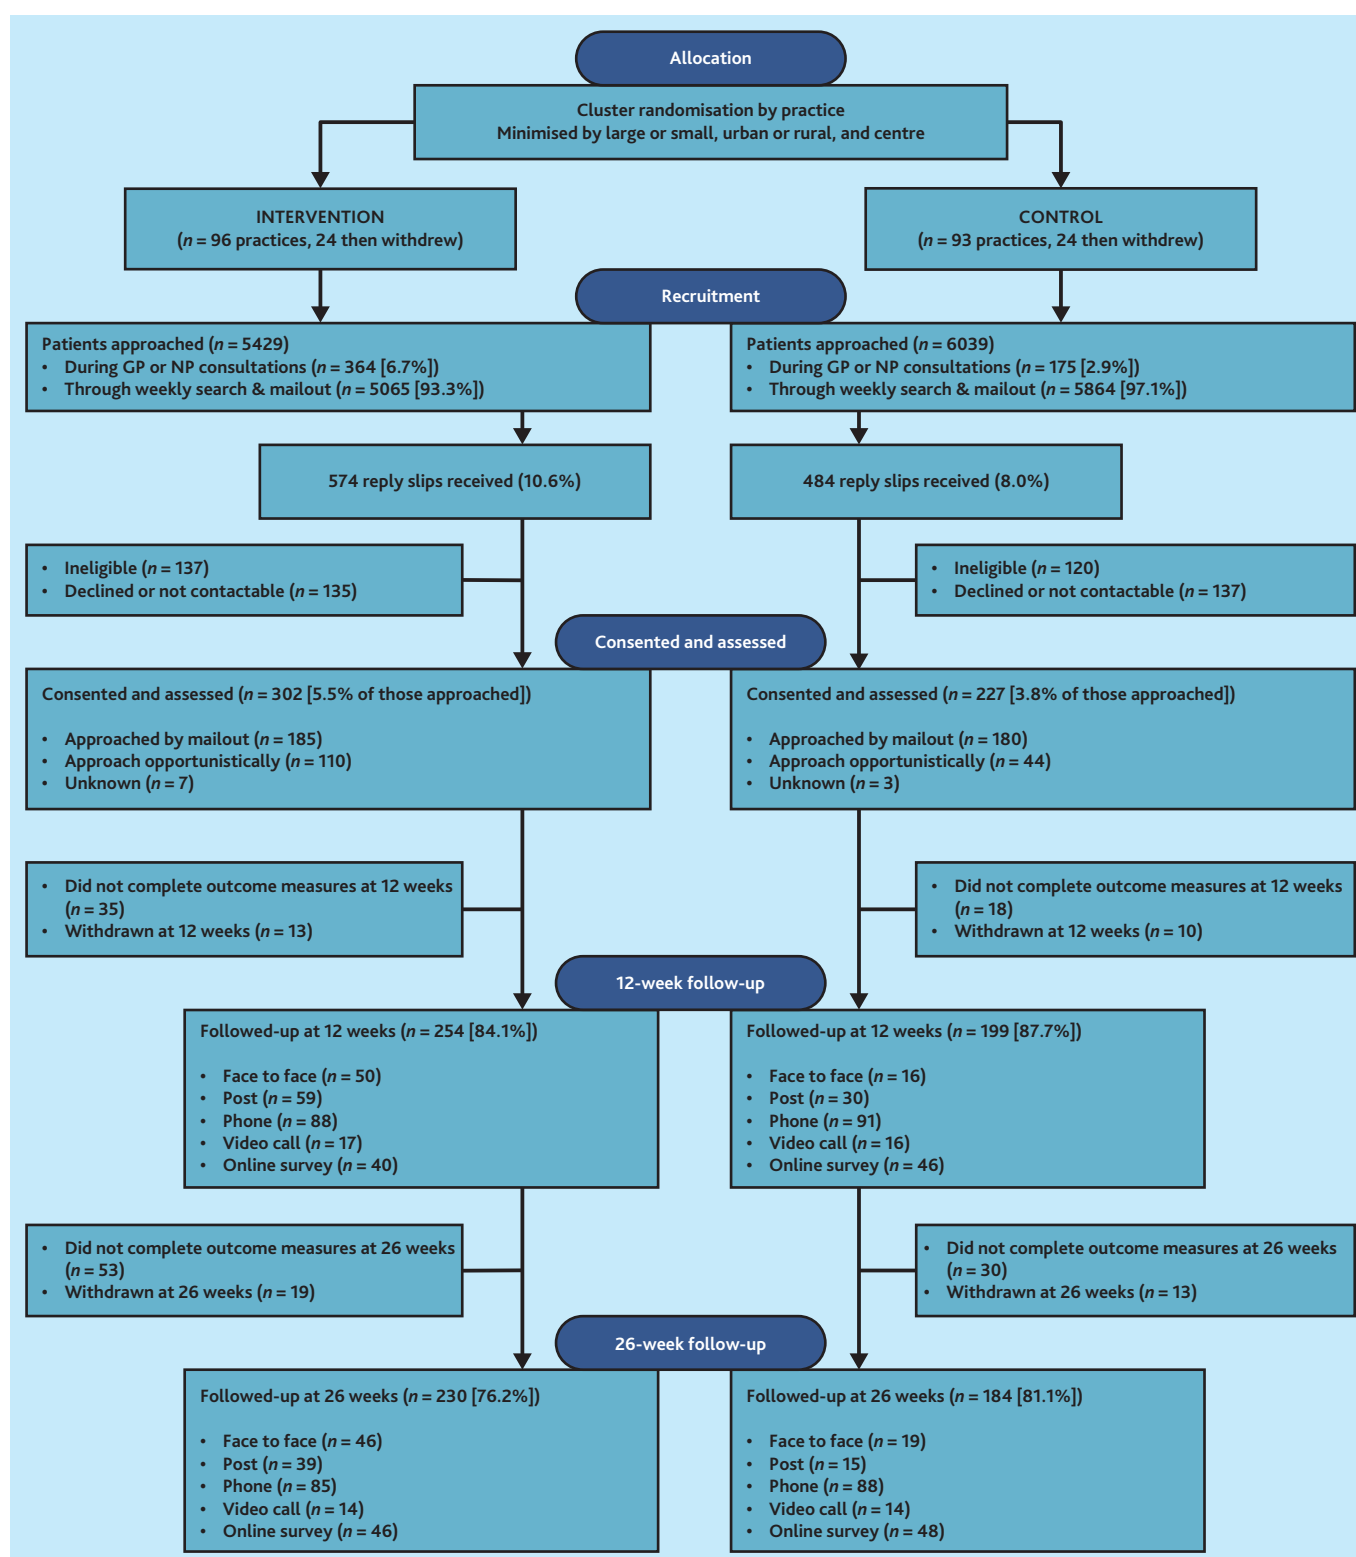 Allocation
Cluster randomisation by practice
Minimised by large or small, urban or rural, and centre
INTERVENTION
(n = 96 practices, 24 then withdrew)
CONTROL
(n = 93 practices, 24 then withdrew)
Recruitment
Patients approached (n = 5429)
• During GP or NP consultations (n = 364 [6.7%])
• Through weekly search & mailout (n = 5065 [93.3%])
Patients approached (n = 6039)
• During GP or NP consultations (n = 175 [2.9%])
• Through weekly search & mailout (n = 5864 [97.1%])
574 reply slips received (10.6%)
484 reply slips received (8.0%)
• Ineligible (n = 137)
• Declined or not contactable (n = 135)
• Ineligible (n = 120)
• Declined or not contactable (n = 137)
Consented and assessed
Consented and assessed (n = 302 [5.5% of those approached])
• Approached by mailout (n = 185)
• Approach opportunistically (n = 110)
• Unknown (n = 7)
Consented and assessed (n = 227 [3.8% of those approached])
• Approached by mailout (n = 180)
• Approach opportunistically (n = 44)
• Unknown (n = 3)
• Did not complete outcome measures at 12 weeks
(n = 35)
• Withdrawn at 12 weeks (n = 13)
• Did not complete outcome measures at 12 weeks
(n = 18)
• Withdrawn at 12 weeks (n = 10)
12-week follow-up
Followed-up at 12 weeks (n = 254 [84.1%])
• Face to face (n = 50)
• Post (n = 59)
• Phone (n = 88)
• Video call (n = 17)
• Online survey (n = 40)
Followed-up at 12 weeks (n = 199 [87.7%])
• Face to face (n = 16)
• Post (n = 30)
• Phone (n = 91)
• Video call (n = 16)
• Online survey (n = 46)
• Did not complete outcome measures at 26 weeks
(n = 53)
• Withdrawn at 26 weeks (n = 19)
• Did not complete outcome measures at 26 weeks
(n = 30)
• Withdrawn at 26 weeks (n = 13)
26-week follow-up
Followed-up at 26 weeks (n = 230 [76.2%])
• Face to face (n = 46)
• Post (n = 39)
• Phone (n = 85)
• Video call (n = 14)
• Online survey (n = 46)
Followed-up at 26 weeks (n = 184 [81.1%])
• Face to face (n = 19)
• Post (n = 15)
• Phone (n = 88)
• Video call (n = 14)
• Online survey (n = 48)